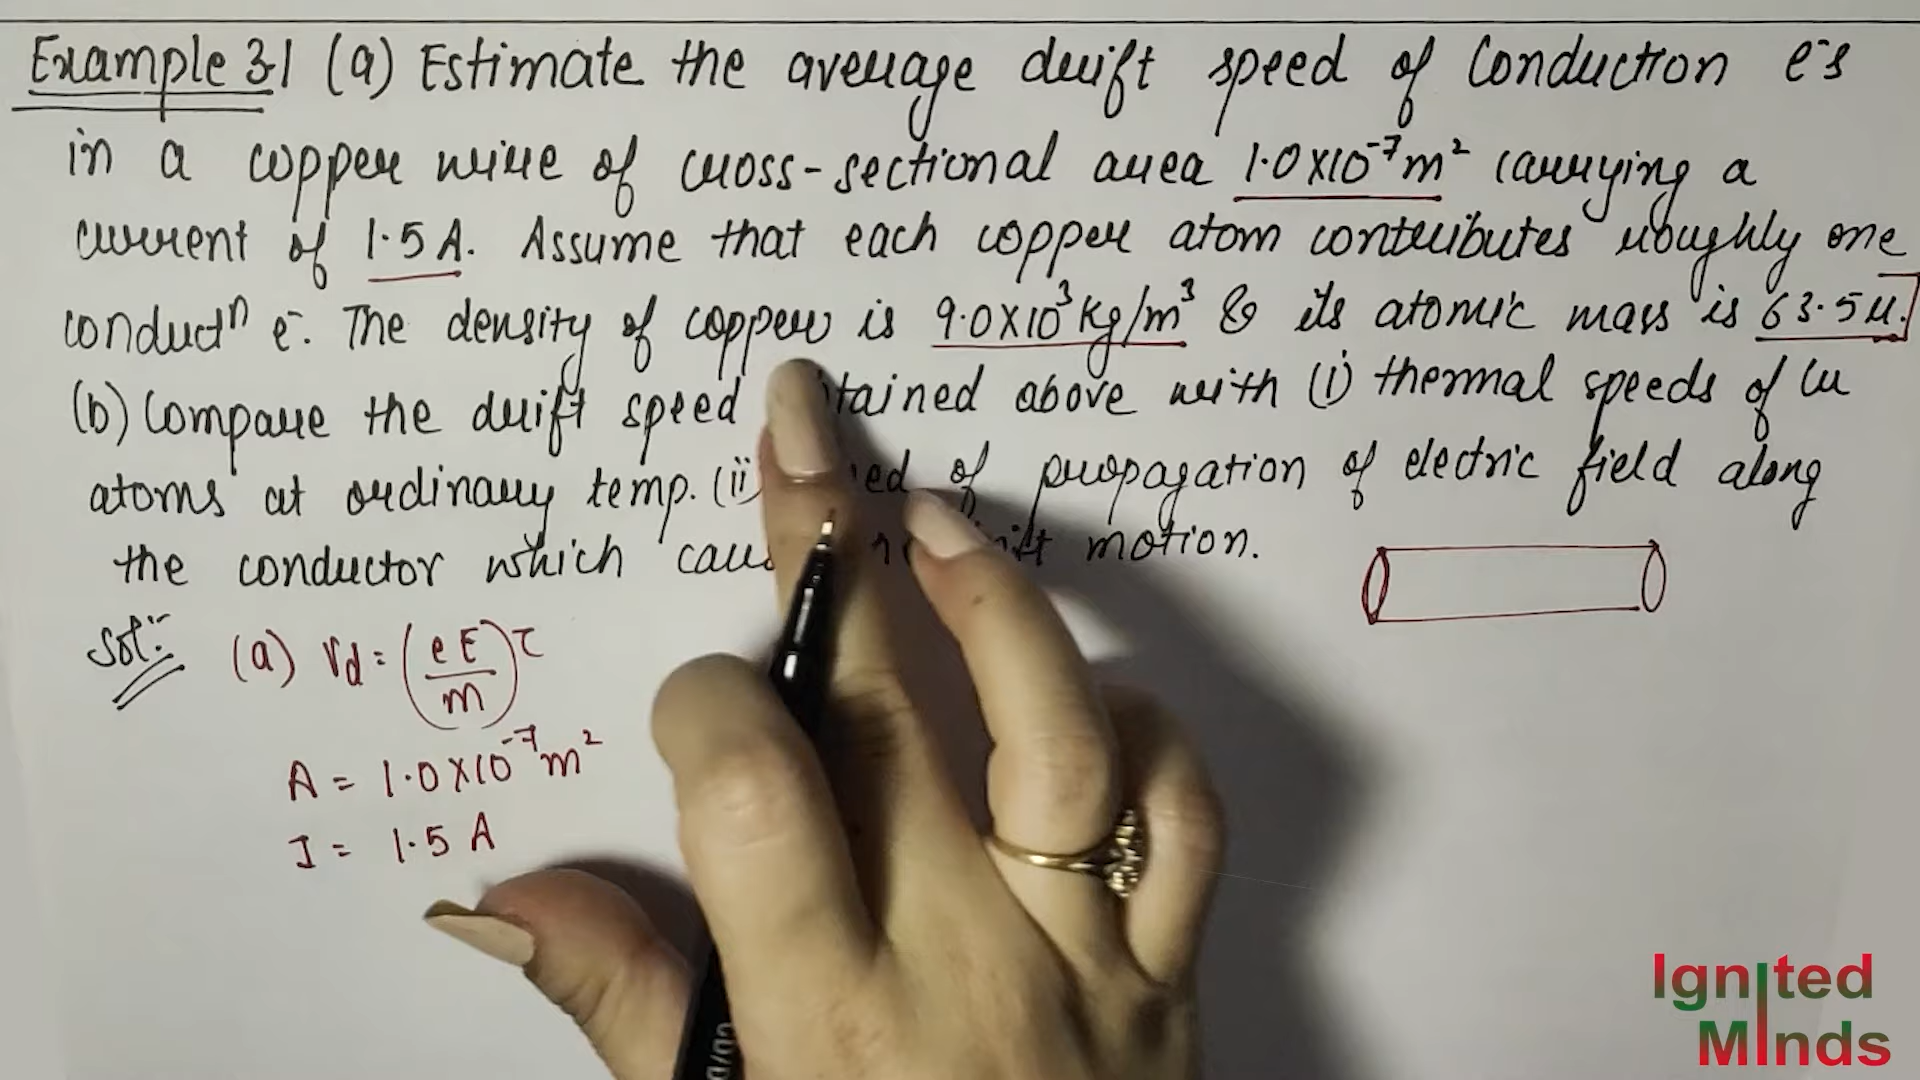 Example 3.1 (a) Estimate the average drift speed of Conduction e⁻s
in a copper wire of cross-sectional area 1.0×10⁻⁷m² carrying a
current of 1.5 A. Assume that each copper atom contributes roughly one
conductⁿ e⁻. The density of copper is 9.0×10³ Kg/m³ & its atomic mass is 63.5 u.
(b) Compare the drift speed above with (i) thermal speeds of Cu
atoms at ordinary temp. (ii) of propagation of electric field along
the conductor which motion.
Sol:- (a) Vd = (eE/m)τ
A = 1.0×10⁻⁷m²
I = 1.5 A
Ignited
Minds